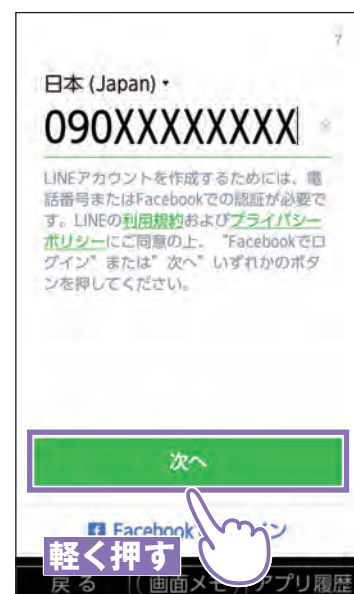 7
日本 (Japan)
090XXXXXXXX
LINEアカウントを作成するためには、電
話番号またはFacebookでの認証が必要で
す。LINEの利用規約およびプライバシー
ポリシーにご同意の上、"Facebookでロ
グイン"または"次へ"いずれかのボタ
ンを押してください。
次へ
Facebook イン
軽く押す
戻る 画面メモ アプリ履歴